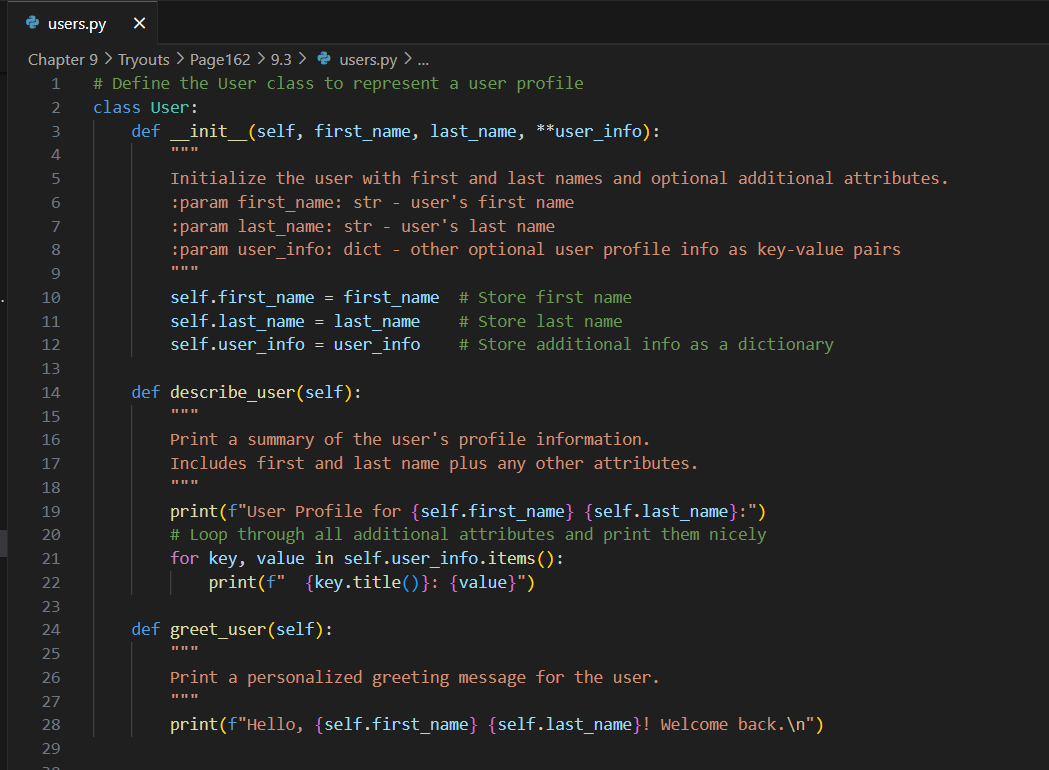 users.py ×
Chapter 9 > Tryouts > Page162 > 9.3 > users.py > ...
1 # Define the User class to represent a user profile
2 class User:
3     def __init__(self, first_name, last_name, **user_info):
4         """
5         Initialize the user with first and last names and optional additional attributes.
6         :param first_name: str - user's first name
7         :param last_name: str - user's last name
8         :param user_info: dict - other optional user profile info as key-value pairs
9         """
10         self.first_name = first_name  # Store first name
11         self.last_name = last_name    # Store last name
12         self.user_info = user_info    # Store additional info as a dictionary
13
14     def describe_user(self):
15         """
16         Print a summary of the user's profile information.
17         Includes first and last name plus any other attributes.
18         """
19         print(f"User Profile for {self.first_name} {self.last_name}:")
20         # Loop through all additional attributes and print them nicely
21         for key, value in self.user_info.items():
22             print(f"  {key.title()}: {value}")
23
24     def greet_user(self):
25         """
26         Print a personalized greeting message for the user.
27         """
28         print(f"Hello, {self.first_name} {self.last_name}! Welcome back.\n")
29